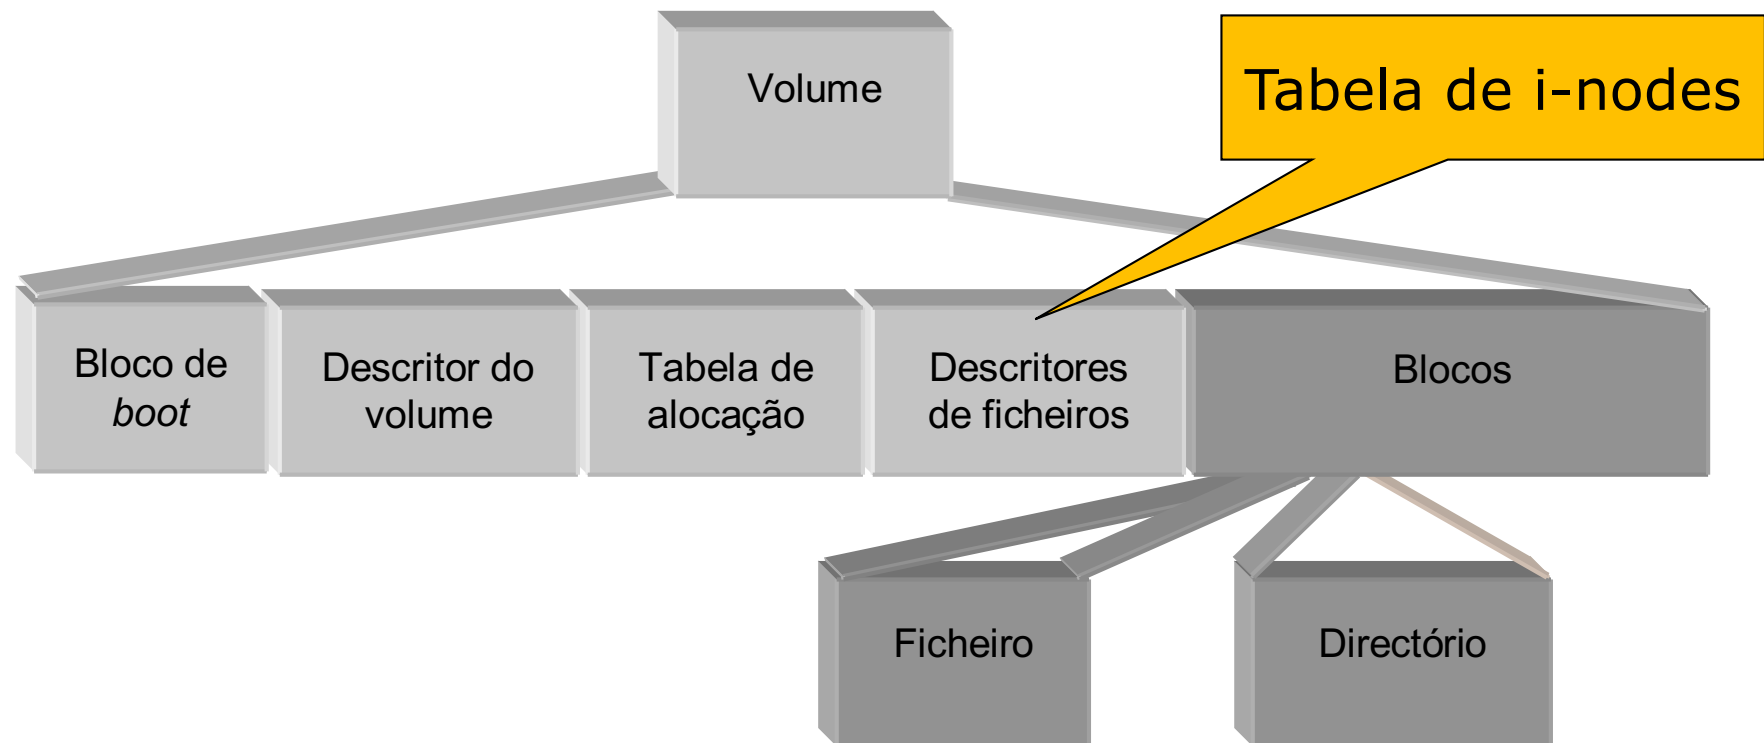 Volume
Tabela de i-nodes
Bloco de
boot
Descritor do
volume
Tabela de
alocação
Descritores
de ficheiros
Blocos
Ficheiro
Directório